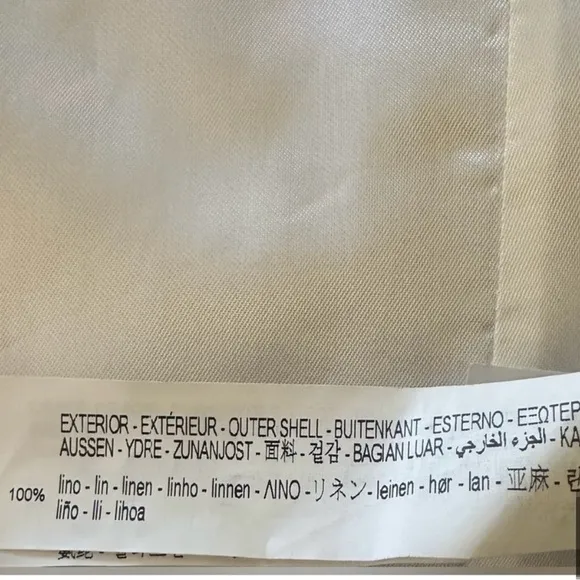 EXTERIOR - EXTÉRIEUR - OUTER SHELL - BUITENKANT - ESTERNO - ΕΞΩΤΕΡ
AUSSEN - YDRE - ZUNANJOST - 面料 - 겉감 - BAGIAN LUAR - الجزء الخارجي - KA
100% lino - lin - linen - linho - linnen - ΛΙΝΟ - リネン - leinen - hør - lan - 亚麻 - 린
liño - lli - lihoa